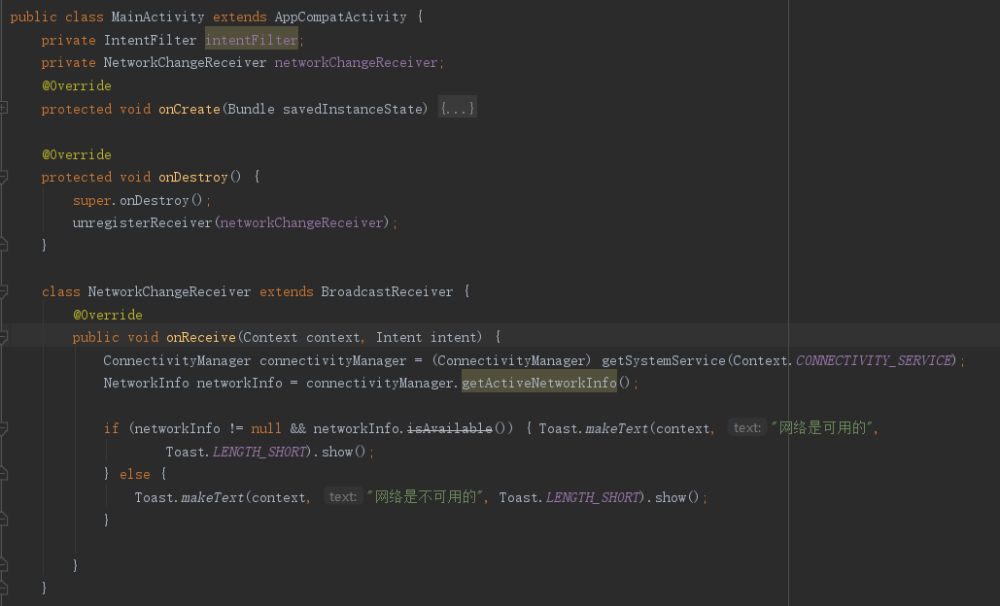 public class MainActivity extends AppCompatActivity {
private IntentFilter intentFilter;
private NetworkChangeReceiver networkChangeReceiver;
@Override
protected void onCreate(Bundle savedInstanceState) {...}
@Override
protected void onDestroy() {
super.onDestroy();
unregisterReceiver(networkChangeReceiver);
}
class NetworkChangeReceiver extends BroadcastReceiver {
@Override
public void onReceive(Context context, Intent intent) {
ConnectivityManager connectivityManager = (ConnectivityManager) getSystemService(Context.CONNECTIVITY_SERVICE);
NetworkInfo networkInfo = connectivityManager.getActiveNetworkInfo();
if (networkInfo != null && networkInfo.isAvailable()) { Toast.makeText(context, text: "网络是可用的",
Toast.LENGTH_SHORT).show();
} else {
Toast.makeText(context, text: "网络是不可用的", Toast.LENGTH_SHORT).show();
}
}
}